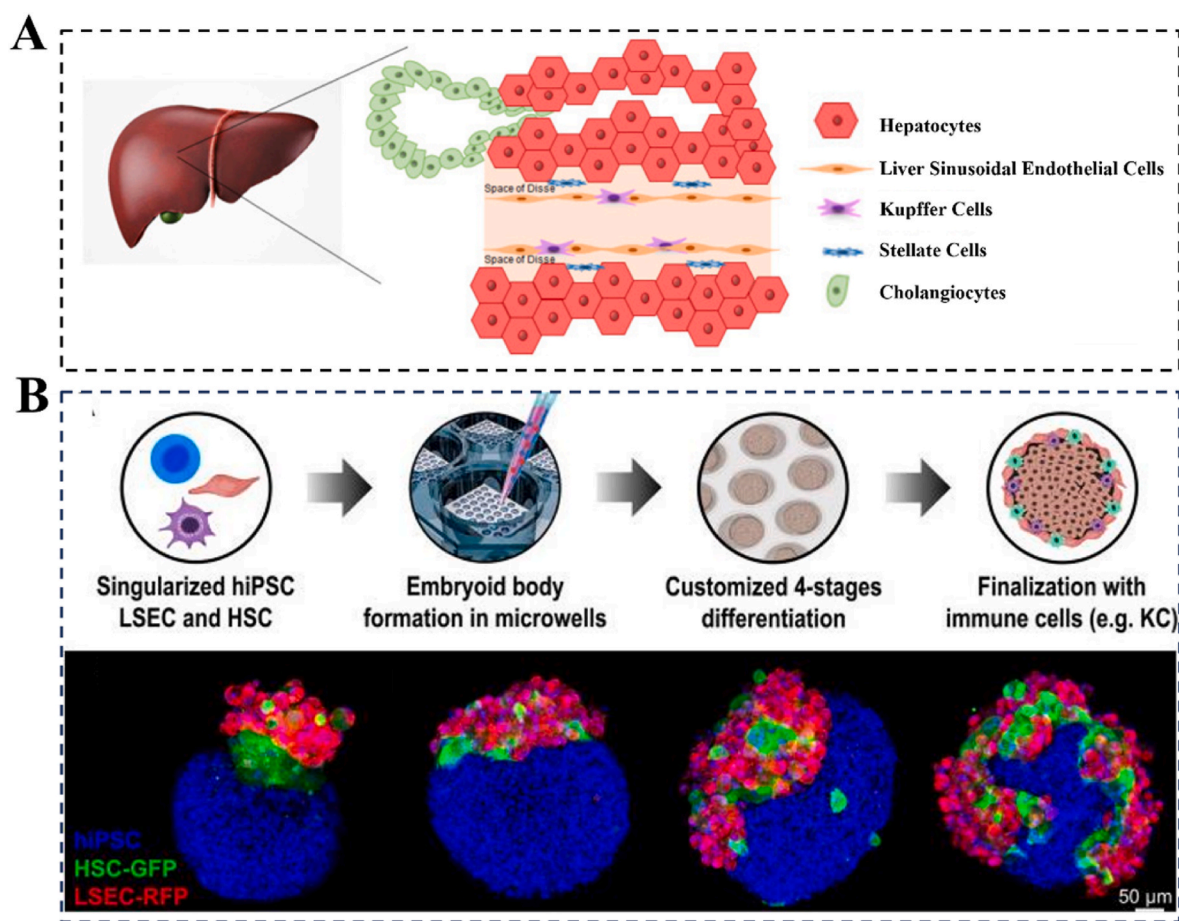 A
Space of Disse
Space of Disse
Hepatocytes
Liver Sinusoidal Endothelial Cells
Kupffer Cells
Stellate Cells
Cholangiocytes
B
Singularized hiPSC
LSEC and HSC
Embryoid body
formation in microwells
Customized 4-stages
differentiation
Finalization with
immune cells (e.g. KC)
hiPSC
HSC-GFP
LSEC-RFP
50 µm